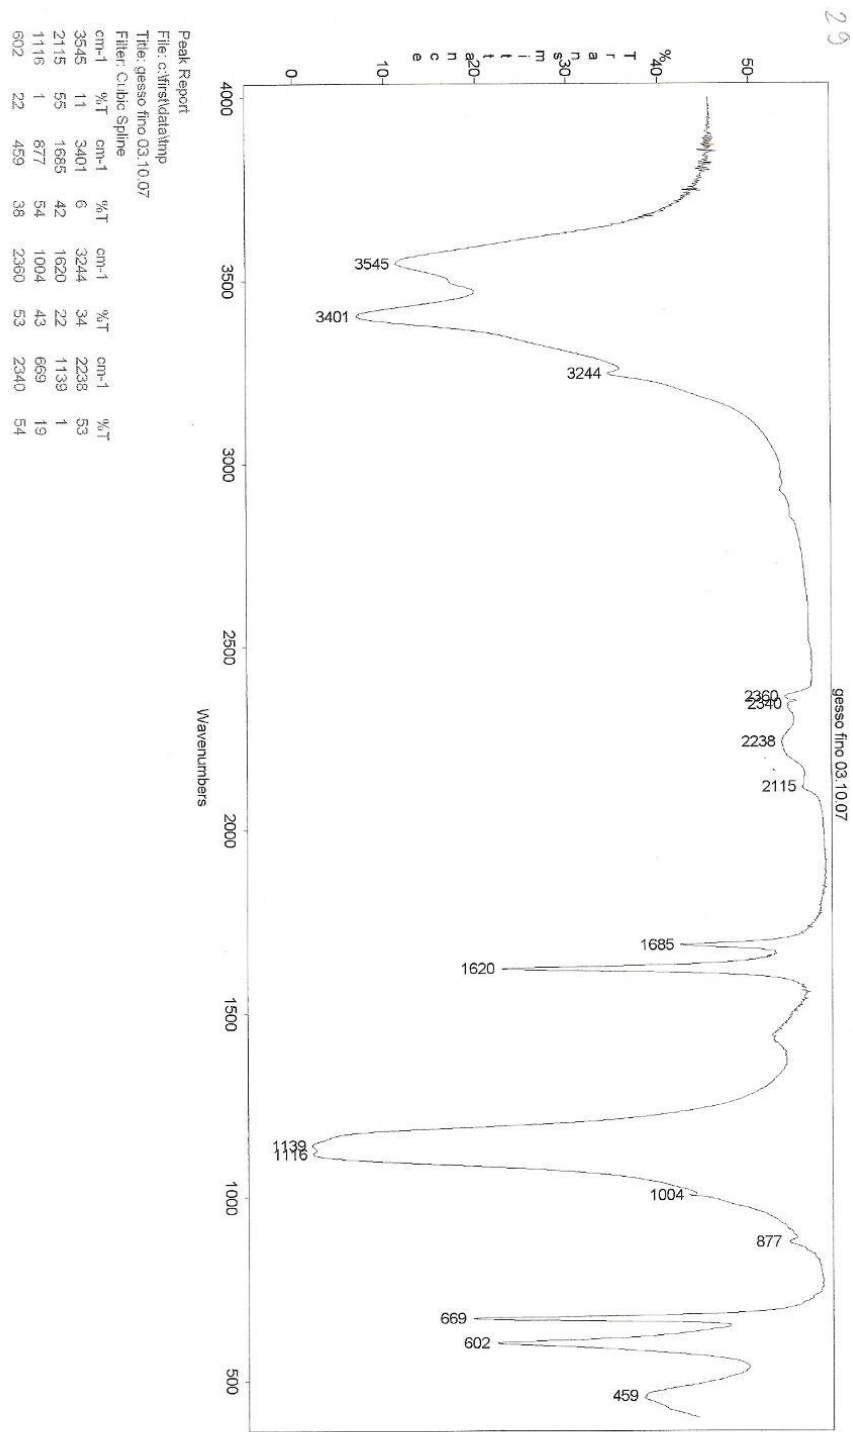 29
gesso fino 03.10.07
%Transmittance
50
40
30
20
10
0
3545
3401
3244
2360
2340
2238
2115
1685
1620
1139
1116
1004
877
669
602
459
4000
3500
3000
2500
2000
1500
1000
500
Wavenumbers
Peak Report
File: c:\first\data\tmp
Title: gesso fino 03.10.07
Filter: Cubic Spline
cm-1 %T cm-1 %T cm-1 %T cm-1 %T
3545 11 3401 6 3244 34 2238 53
2115 55 1685 42 1620 22 1139 1
1116 1 877 54 1004 43 669 19
602 22 459 38 2360 53 2340 54